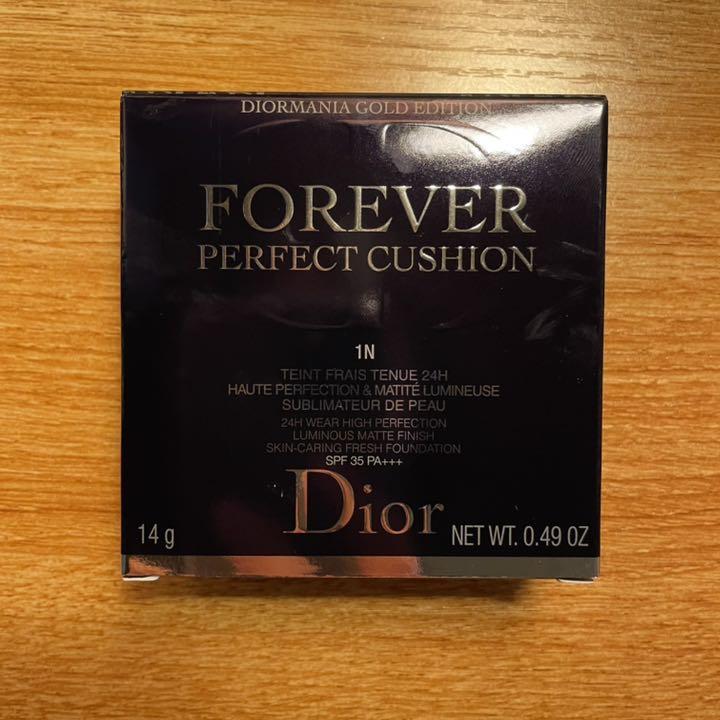 DIORMANIA GOLD EDITION
FOREVER
PERFECT CUSHION
1N
TEINT FRAIS TENUE 24H
HAUTE PERFECTION & MATITÉ LUMINEUSE
SUBLIMATEUR DE PEAU
24H WEAR HIGH PERFECTION
LUMINOUS MATTE FINISH
SKIN-CARING FRESH FOUNDATION
SPF 35 PA+++
Dior
14 g
NET WT. 0.49 OZ